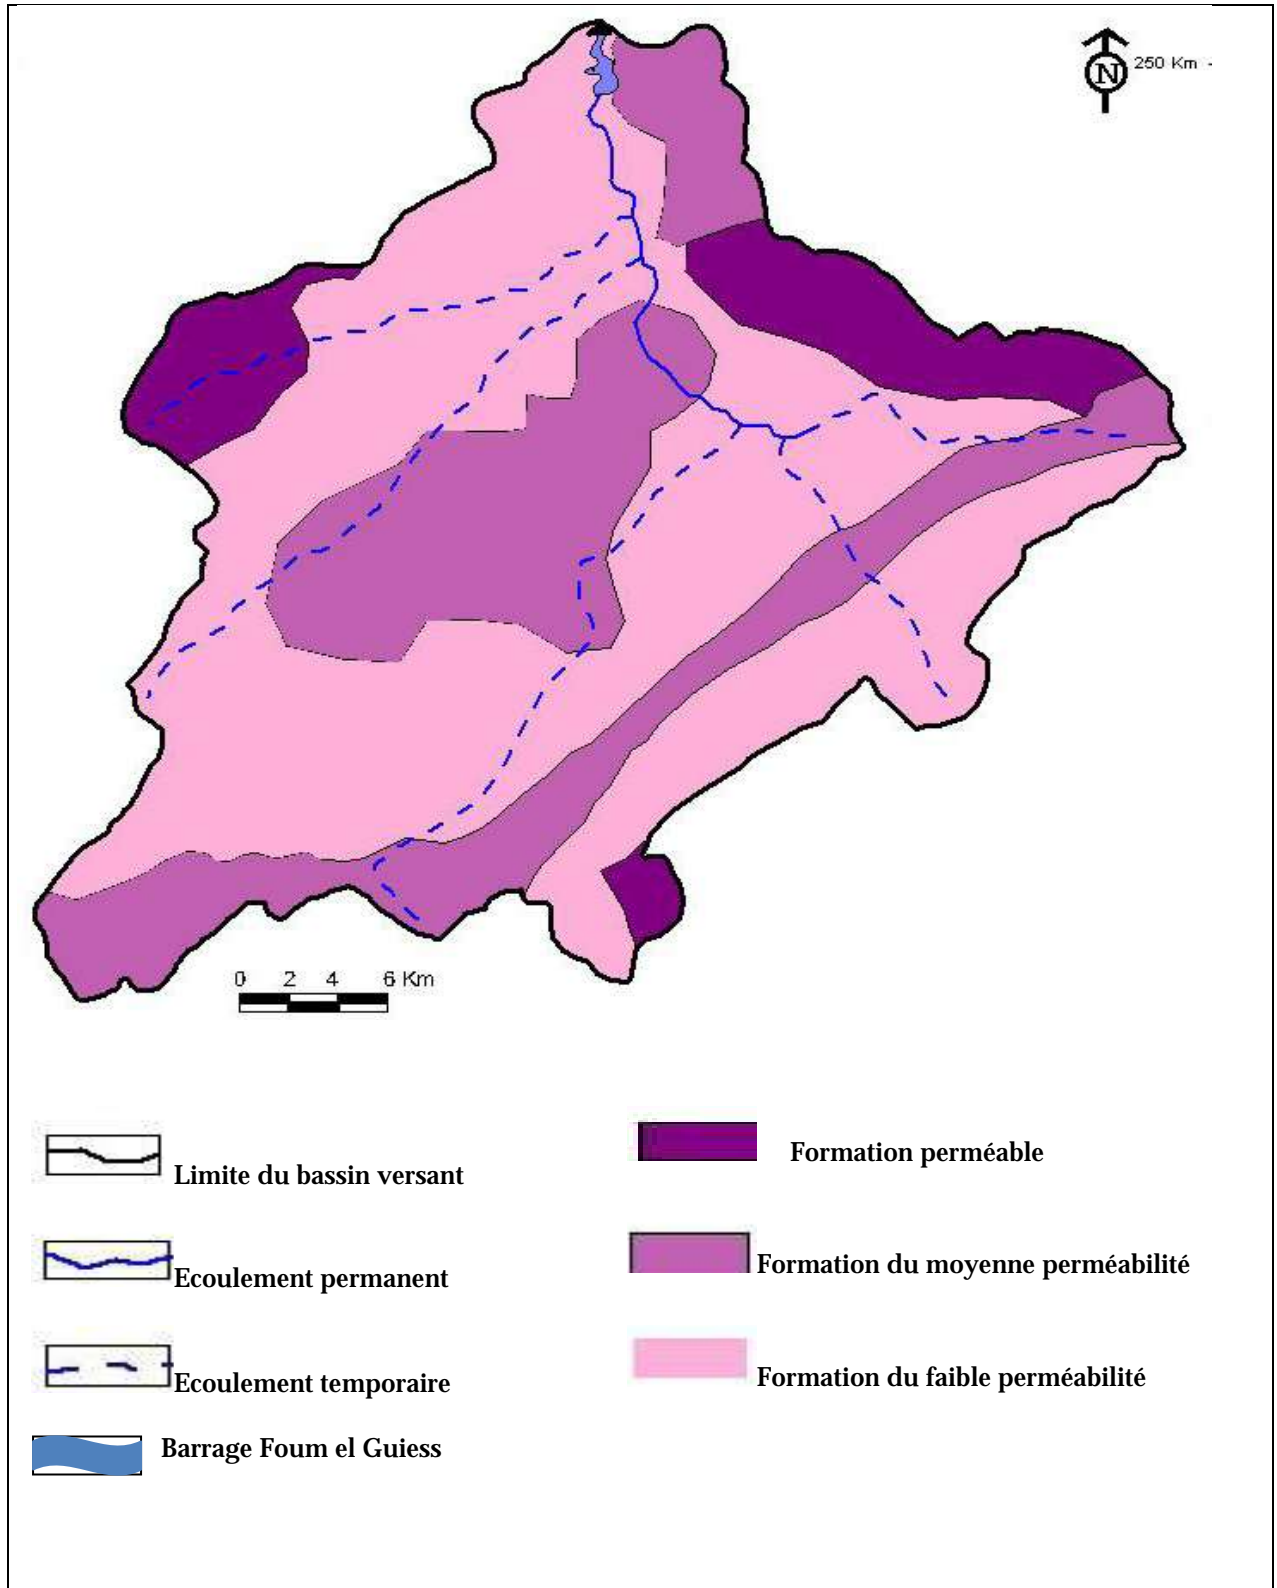 N
250 Km -
0 2 4 6 Km
Limite du bassin versant
Formation perméable
Ecoulement permanent
Formation du moyenne perméabilité
Ecoulement temporaire
Formation du faible perméabilité
Barrage Foum el Guiess